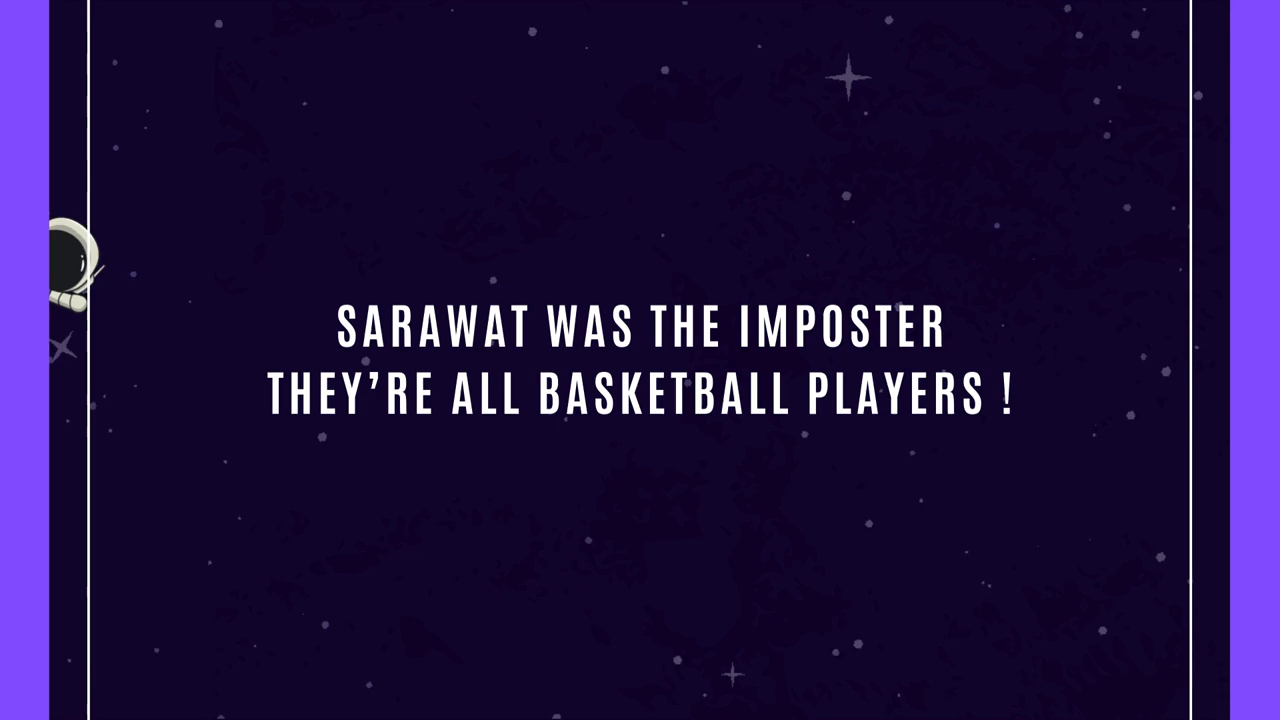 SARAWAT WAS THE IMPOSTER
THEY’RE ALL BASKETBALL PLAYERS !